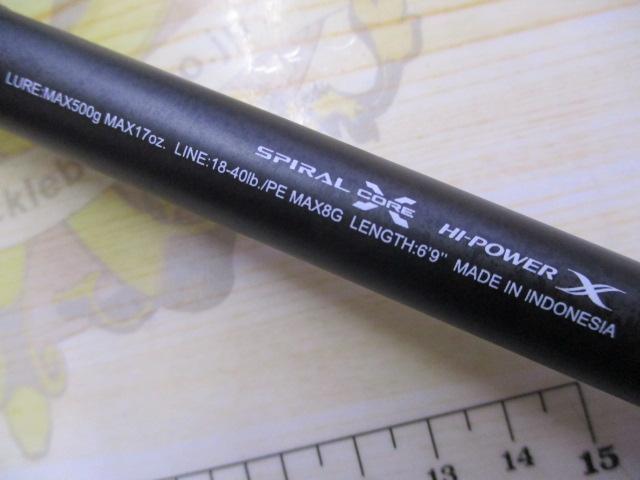 SPIRAL X CORE HI-POWER X
LURE:MAX500g MAX17oz. LINE:18-40lb./PE MAX8G LENGTH:6'9" MADE IN INDONESIA
13 14 15